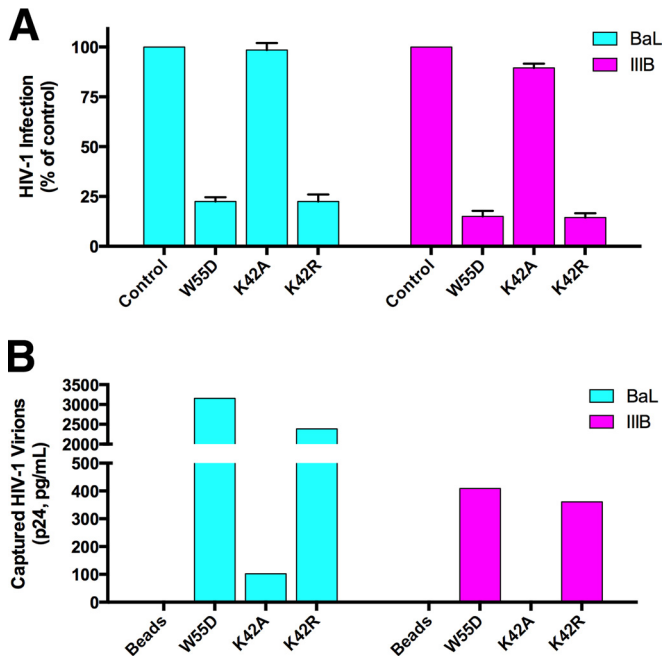 A
HIV-1 Infection
(% of control)
100
75
50
25
0
Control
W55D
K42A
K42R
Control
W55D
K42A
K42R
BaL
IIIB
B
Captured HIV-1 Virions
(p24, pg/mL)
3500
3000
2500
2000
500
400
300
200
100
0
Beads
W55D
K42A
K42R
Beads
W55D
K42A
K42R
BaL
IIIB